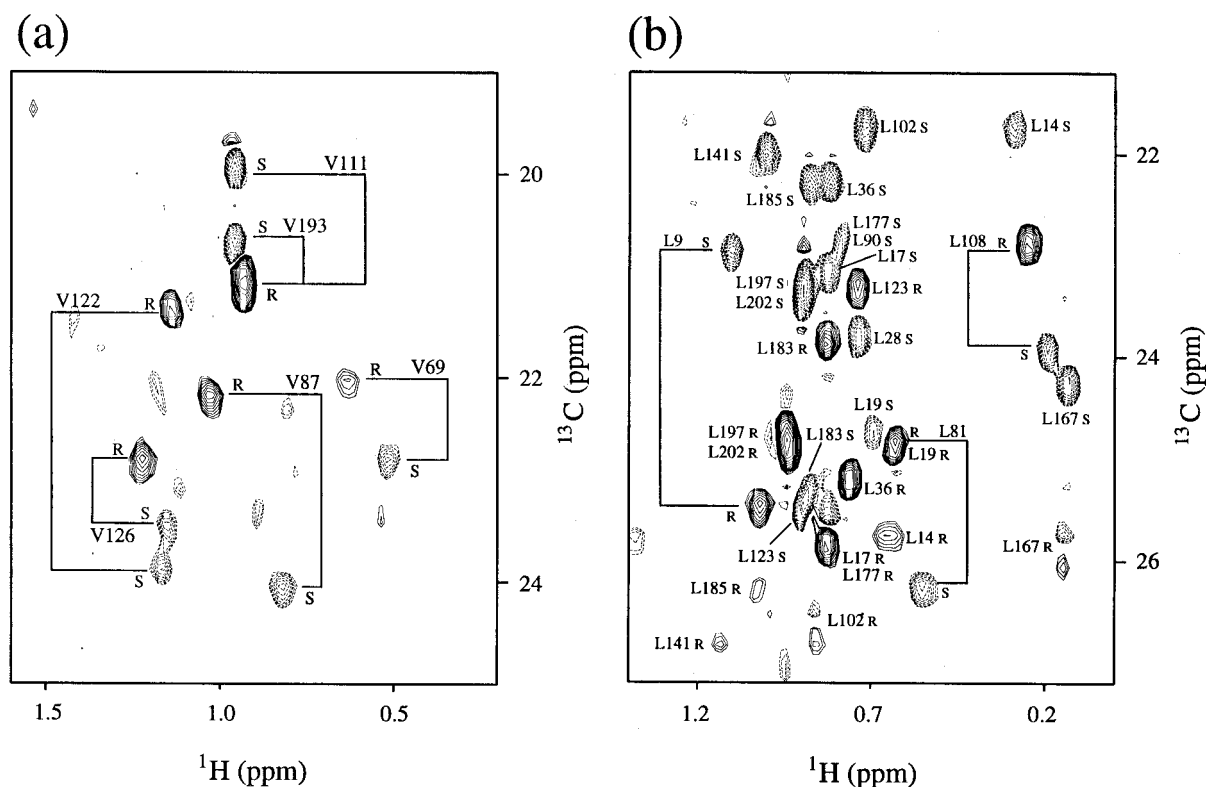 (a)
S V111
S V193
R
V122 R
R V87
R V69
R
S
S
V126
S
S
20
22
24
13C (ppm)
1.5 1.0 0.5
1H (ppm)
(b)
L102 S
L14 S
L141 S
L185 S
L36 S
L177 S
L90 S
L17 S
L9 S
L108 R
L197 S
L202 S
L123 R
L183 R
L28 S
S
L167 S
L19 S
L197 R
L202 R
L183 S
R L81
L19 R
L36 R
R
L123 S
L17 R
L177 R
L14 R
L167 R
L185 R
S
L102 R
L141 R
22
24
26
13C (ppm)
1.2 0.7 0.2
1H (ppm)